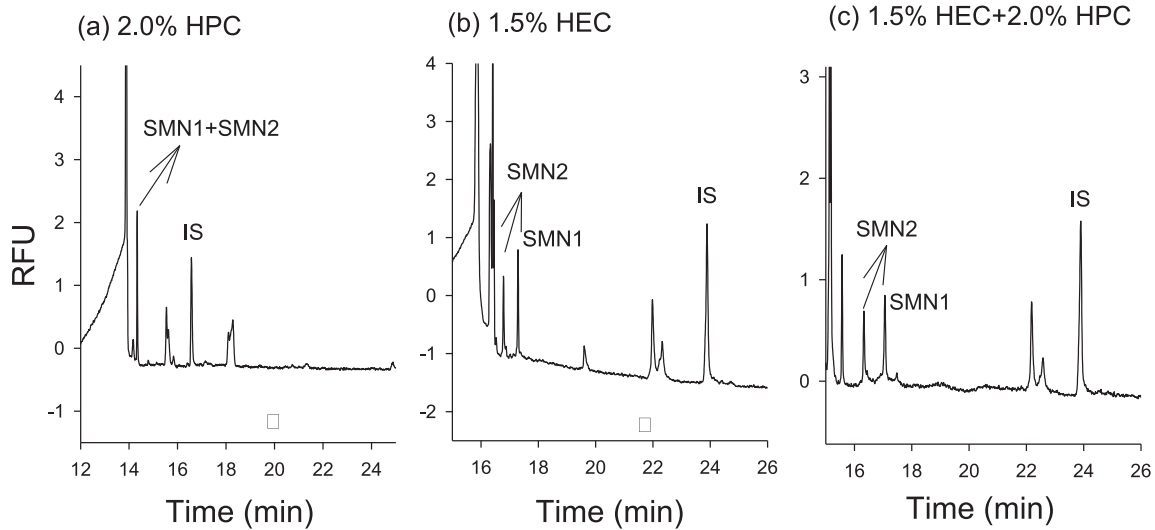 (a) 2.0% HPC
(b) 1.5% HEC
(c) 1.5% HEC+2.0% HPC
RFU
4
3
2
1
0
-1
SMN1+SMN2
IS
12 14 16 18 20 22 24
Time (min)
4
3
2
1
0
-1
-2
SMN2
SMN1
IS
16 18 20 22 24 26
Time (min)
3
2
1
0
SMN2
SMN1
IS
16 18 20 22 24 26
Time (min)